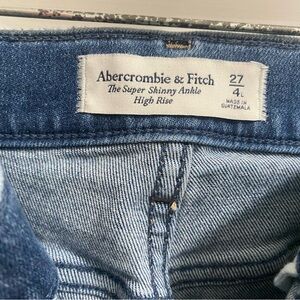 Abercrombie & Fitch
The Super Skinny Ankle
High Rise
27
4L
MADE IN
GUATEMALA